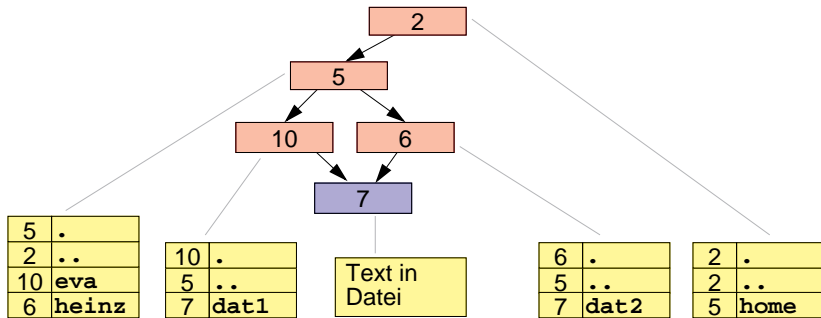 2
5
10 6
7
5 .
2 ..
10 eva
6 heinz
10 .
5 ..
7 dat1
Text in
Datei
6 .
5 ..
7 dat2
2 .
2 ..
5 home